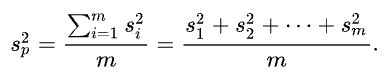 $s_p^2 = \frac{\sum_{i=1}^{m} s_i^2}{m} = \frac{s_1^2 + s_2^2 + \cdots + s_m^2}{m}.$